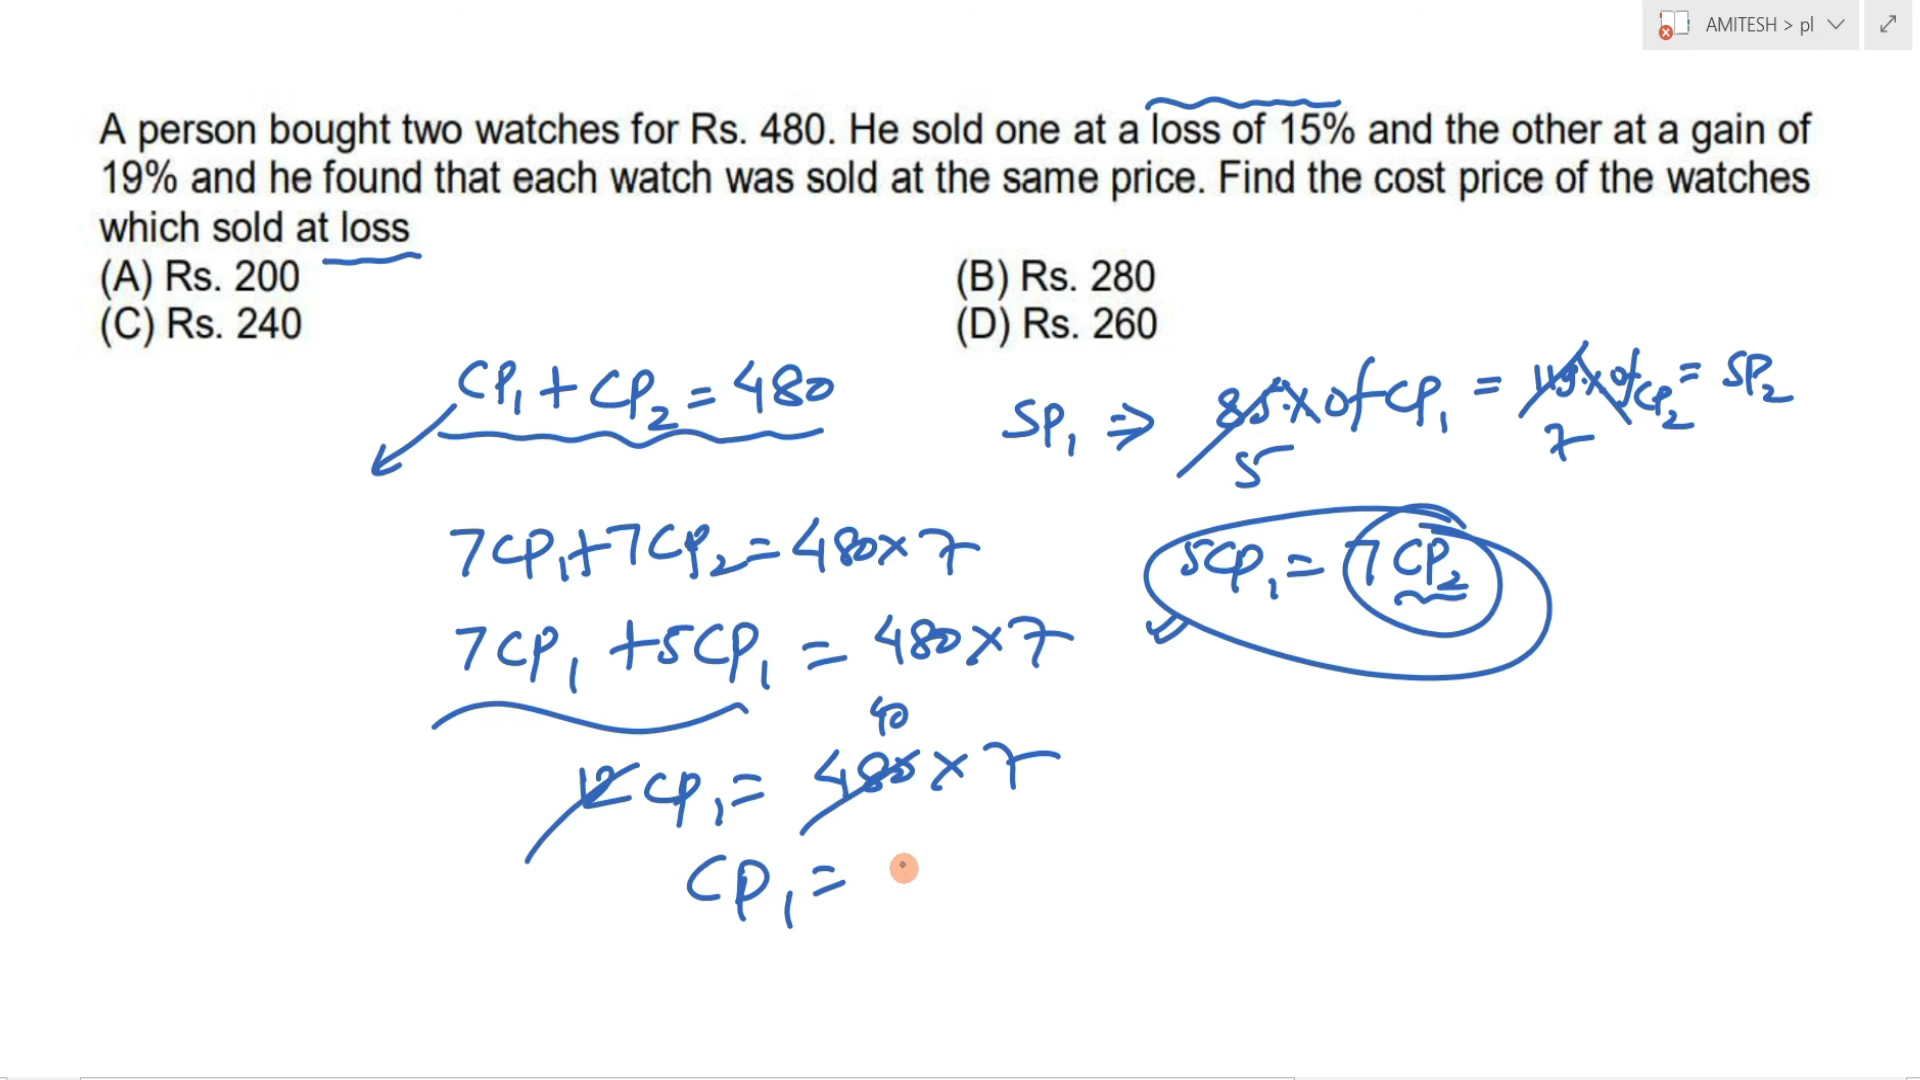 AMITESH > pl
A person bought two watches for Rs. 480. He sold one at a loss of 15% and the other at a gain of
19% and he found that each watch was sold at the same price. Find the cost price of the watches
which sold at loss
(A) Rs. 200 (B) Rs. 280
(C) Rs. 240 (D) Rs. 260
CP₁ + CP₂ = 480
SP₁ ⇒ 85% of CP₁ = 119% of CP₂ = SP₂
5 7
7CP₁ + 7CP₂ = 480 × 7
5CP₁ = 7CP₂
7CP₁ + 5CP₁ = 480 × 7
40
12CP₁ = 480 × 7
CP₁ =